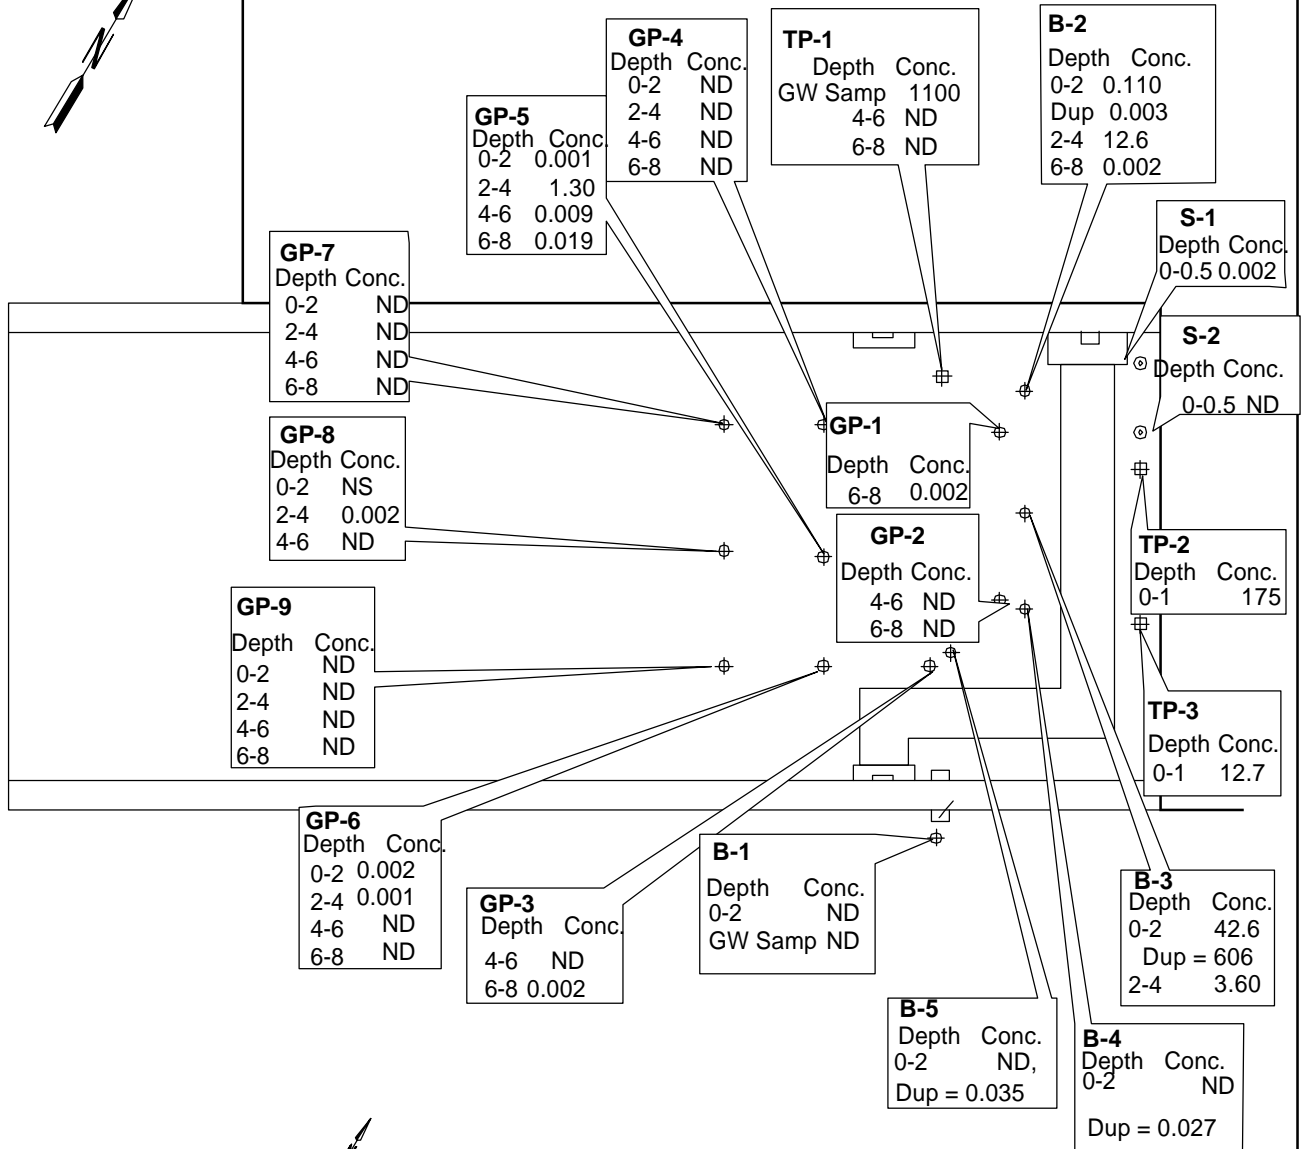 N
GP-4
Depth Conc.
0-2 ND
2-4 ND
4-6 ND
6-8 ND
TP-1
Depth Conc.
GW Samp 1100
4-6 ND
6-8 ND
B-2
Depth Conc.
0-2 0.110
Dup 0.003
2-4 12.6
6-8 0.002
GP-5
Depth Conc.
0-2 0.001
2-4 1.30
4-6 0.009
6-8 0.019
S-1
Depth Conc.
0-0.5 0.002
GP-7
Depth Conc.
0-2 ND
2-4 ND
4-6 ND
6-8 ND
S-2
Depth Conc.
0-0.5 ND
GP-1
Depth Conc.
6-8 0.002
GP-8
Depth Conc.
0-2 NS
2-4 0.002
4-6 ND
GP-2
Depth Conc.
4-6 ND
6-8 ND
TP-2
Depth Conc.
0-1 175
GP-9
Depth Conc.
0-2 ND
2-4 ND
4-6 ND
6-8 ND
TP-3
Depth Conc.
0-1 12.7
GP-6
Depth Conc.
0-2 0.002
2-4 0.001
4-6 ND
6-8 ND
B-1
Depth Conc.
0-2 ND
GW Samp ND
GP-3
Depth Conc.
4-6 ND
6-8 0.002
B-3
Depth Conc.
0-2 42.6
Dup = 606
2-4 3.60
B-5
Depth Conc.
0-2 ND,
Dup = 0.035
B-4
Depth Conc.
0-2 ND
Dup = 0.027